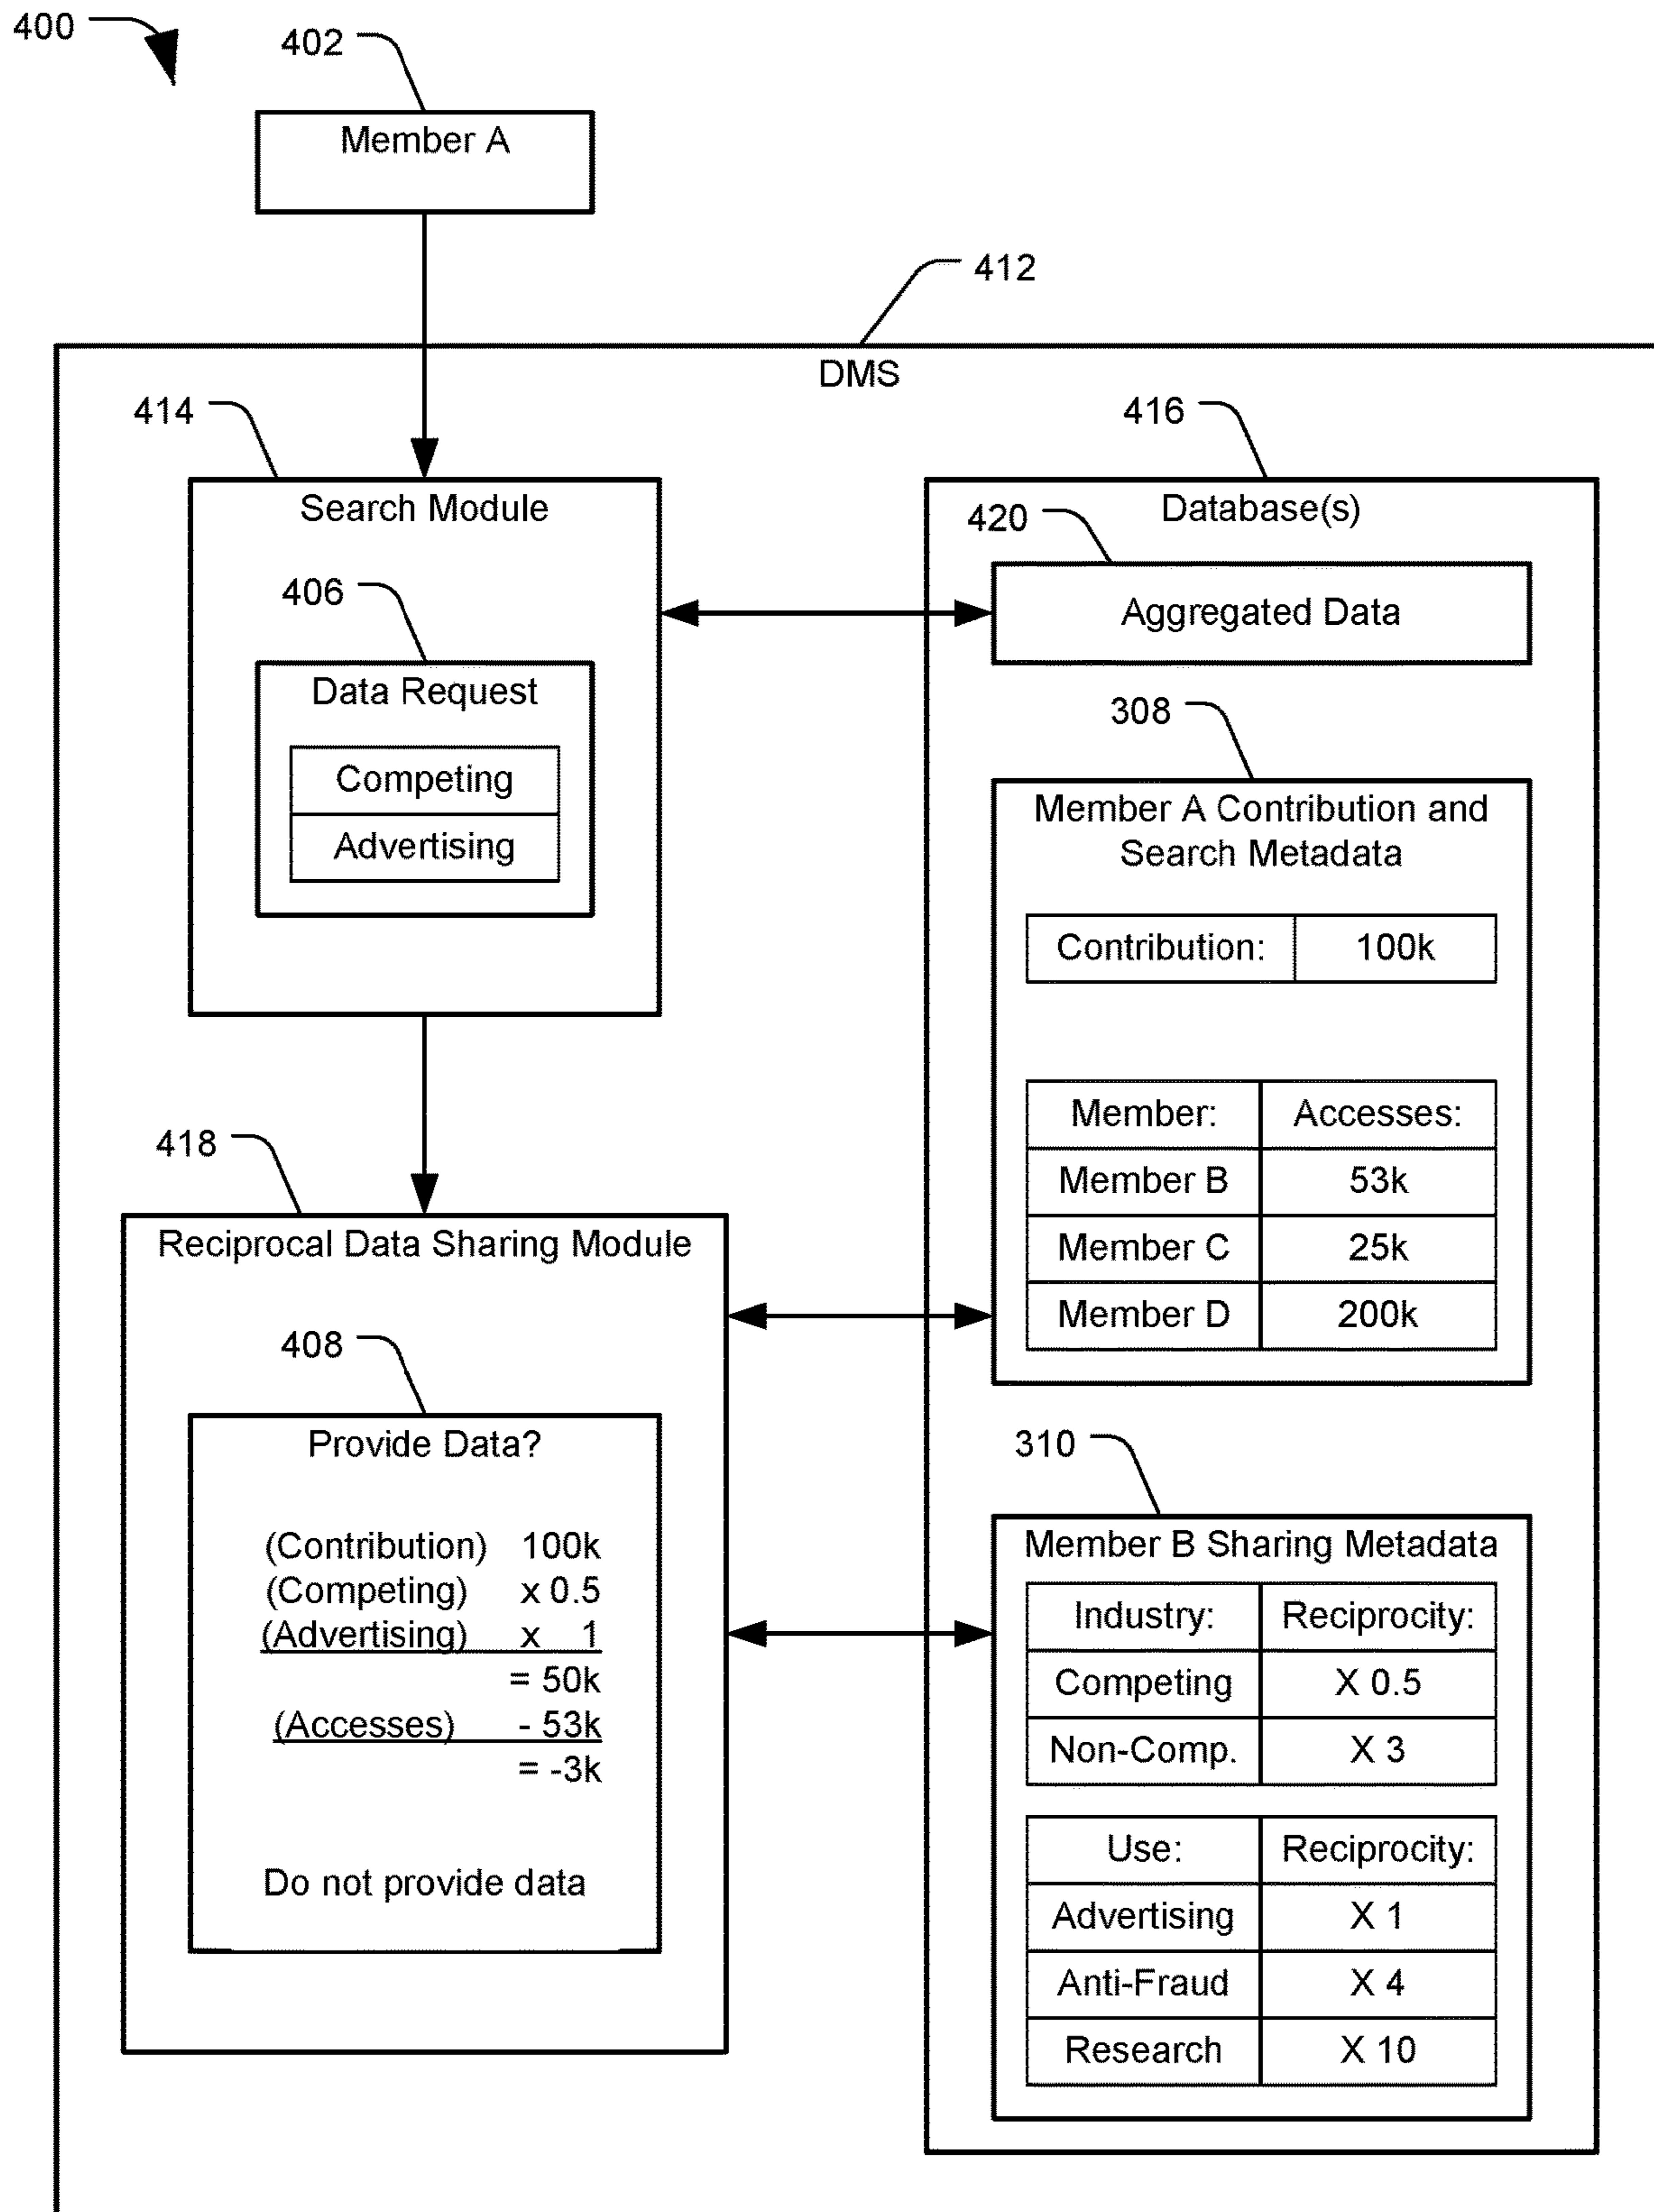 400
402
Member A
412
DMS
414
416
Search Module
Database(s)
420
406
Aggregated Data
Data Request
Competing
Advertising
308
Member A Contribution and
Search Metadata
Contribution: 100k
Member: Accesses:
Member B 53k
Member C 25k
Member D 200k
418
Reciprocal Data Sharing Module
408
Provide Data?
(Contribution) 100k
(Competing) x 0.5
(Advertising) x 1
= 50k
(Accesses) - 53k
= -3k
Do not provide data
310
Member B Sharing Metadata
Industry: Reciprocity:
Competing X 0.5
Non-Comp. X 3
Use: Reciprocity:
Advertising X 1
Anti-Fraud X 4
Research X 10